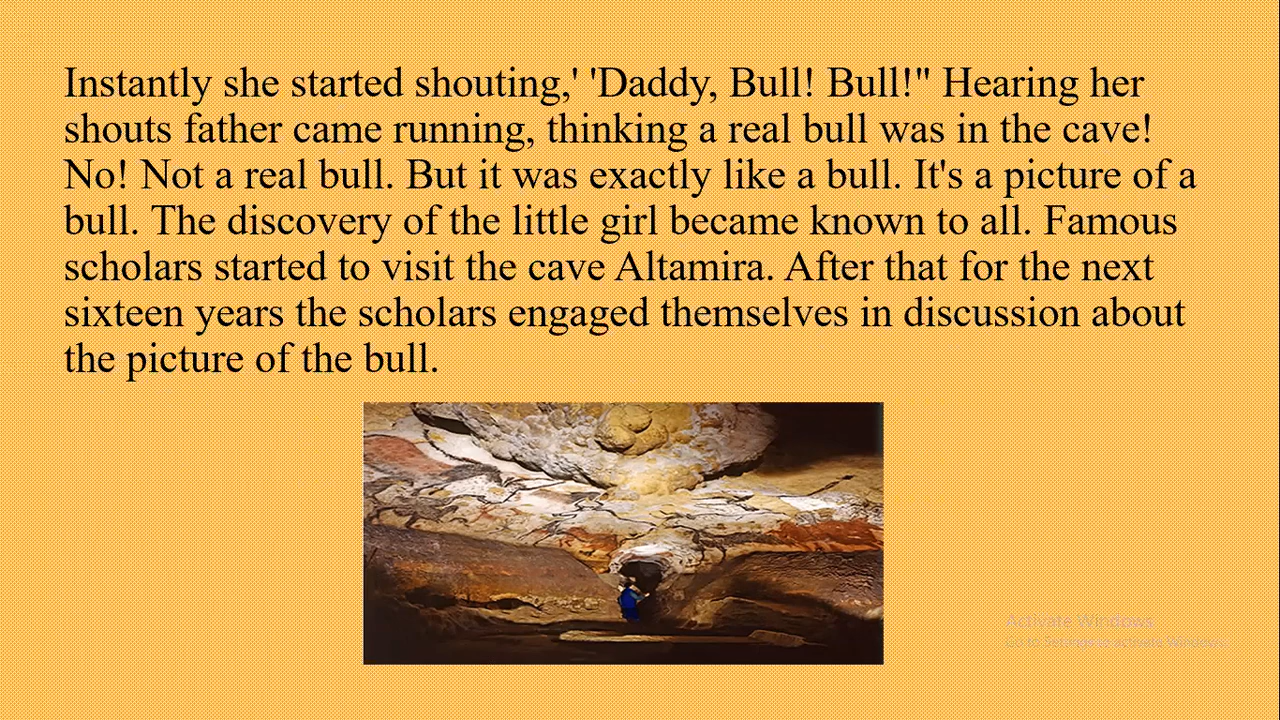 Instantly she started shouting,' 'Daddy, Bull! Bull!" Hearing her
shouts father came running, thinking a real bull was in the cave!
No! Not a real bull. But it was exactly like a bull. It's a picture of a
bull. The discovery of the little girl became known to all. Famous
scholars started to visit the cave Altamira. After that for the next
sixteen years the scholars engaged themselves in discussion about
the picture of the bull.
Activate Windows